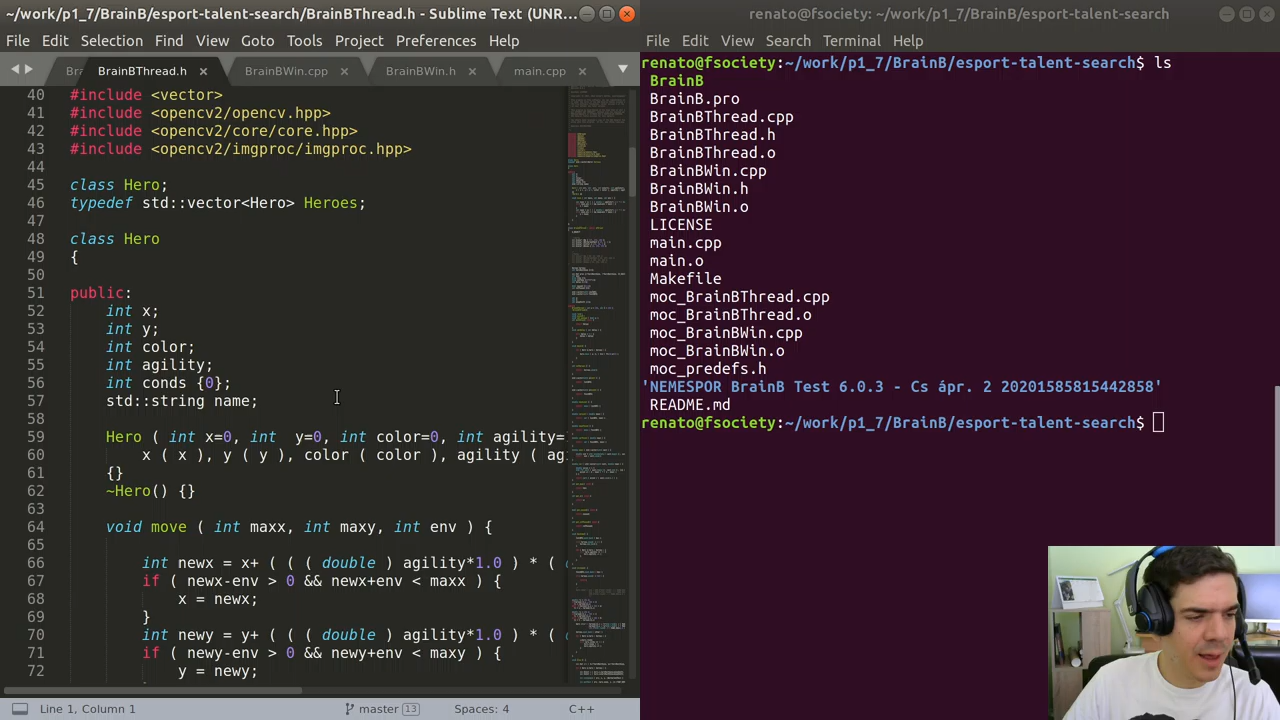 ~/work/p1_7/BrainB/esport-talent-search/BrainBThread.h - Sublime Text (UNR...
File Edit Selection Find View Goto Tools Project Preferences Help
BrainBThread.h BrainBWin.cpp BrainBWin.h main.cpp
40 #include <vector>
41 #include <opencv2/opencv.hpp>
42 #include <opencv2/core/core.hpp>
43 #include <opencv2/imgproc/imgproc.hpp>
44
45 class Hero;
46 typedef std::vector<Hero> Heroes;
47
48 class Hero
49 {
50
51 public:
52 int x;
53 int y;
54 int color;
55 int agility;
56 int conds {0};
57 std::string name;
58
59 Hero ( int x=0, int y=0, int color=0, int agility=
60 x ( x ), y ( y ), color ( color ), agility ( ag
61 {}
62 ~Hero() {}
63
64 void move ( int maxx, int maxy, int env ) {
65
66 int newx = x+ ( ( ( double ) agility*1.0 ) * (
67 if ( newx-env > 0 && newx+env < maxx ) {
68 x = newx;
69 }
70 int newy = y+ ( ( ( double ) agility*1.0 ) * (
71 if ( newy-env > 0 && newy+env < maxy ) {
72 y = newy;
Line 1, Column 1 master 13 Spaces: 4 C++
renato@fsociety: ~/work/p1_7/BrainB/esport-talent-search
File Edit View Search Terminal Help
renato@fsociety:~/work/p1_7/BrainB/esport-talent-search$ ls
BrainB
BrainB.pro
BrainBThread.cpp
BrainBThread.h
BrainBThread.o
BrainBWin.cpp
BrainBWin.h
BrainBWin.o
LICENSE
main.cpp
main.o
Makefile
moc_BrainBThread.cpp
moc_BrainBThread.o
moc_BrainBWin.cpp
moc_BrainBWin.o
moc_predefs.h
'NEMESPOR BrainB Test 6.0.3 - Cs ápr. 2 20201585815442858'
README.md
renato@fsociety:~/work/p1_7/BrainB/esport-talent-search$